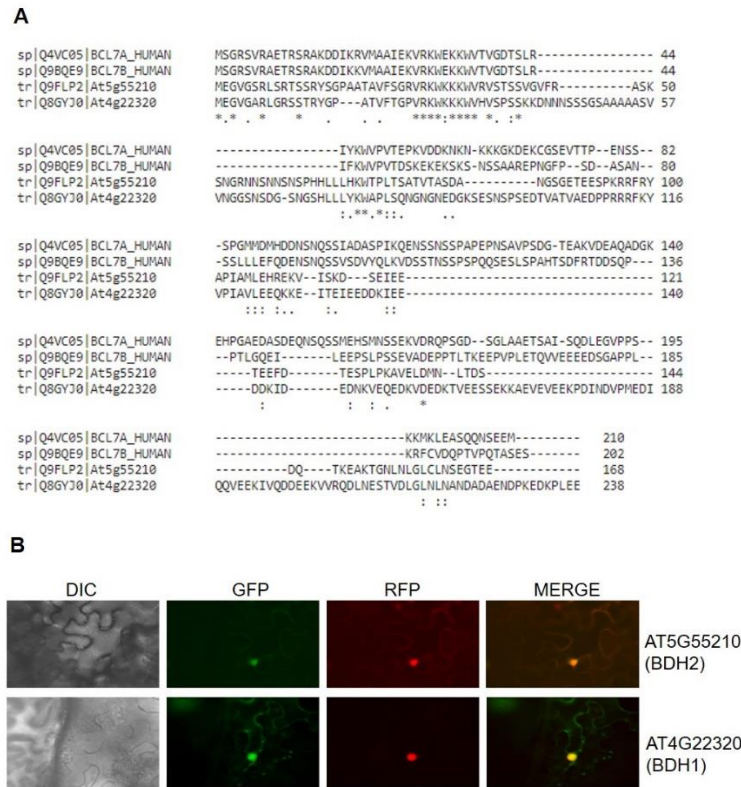 A
sp|Q4VC05|BCL7A_HUMAN MSGRSVRAETRSRAKDDIKRVMAAIEKVRKWEKKWVTVGDTSLR---------------- 44
sp|Q9BQE9|BCL7B_HUMAN MSGRSVRAETRSRAKDDIKKVMAAIEKVRKWEKKWVTVGDTSLR---------------- 44
tr|Q9FLP2|At5g55210 MEGVGSRLSRTSSRYSGPAATAVFSGRVRKWKKKWVRVSTSSVGVFR----------ASK 50
tr|Q8GYJ0|At4g22320 MEGVGARLGRSSTRYGP---ATVFTGPVRKWKKKWVHVSPSSKKDNNNSSSGSAAAAASV 57
*.* . * * . . . ****:**** *. :*
sp|Q4VC05|BCL7A_HUMAN ---------------IYKWVPVTEPKVDDKNKN-KKKGKDEKCGSEVTTP----ENSS-- 82
sp|Q9BQE9|BCL7B_HUMAN ---------------IFKWVPVTDSKEKEKSKS-NSSAAREPNGFP--SD--ASAN---- 80
tr|Q9FLP2|At5g55210 SNGRNNSNNSNSPHHLLLHKWTPLTSATVTASDA----------NGSGETEESPKRRFRY 100
tr|Q8GYJ0|At4g22320 VNGGSNSDG-SNGSHLLLYKWAPLSQNGNGNEDGKSESNSPSEDTVATVAEDPPRRRFKY 116
:.**.*::. ..
sp|Q4VC05|BCL7A_HUMAN -SPGMMDMHDDNSNQSSIADASPIKQENSSNSSPAPEPNSAVPSDG-TEAKVDEAQADGK 140
sp|Q9BQE9|BCL7B_HUMAN -SSLLLEFQDENSNQSSVSDVYQLKVDSSTNSSPSPQQSESLSPAHTSDFRTDDSQP--- 136
tr|Q9FLP2|At5g55210 APIAMLEHREKV--ISKD--SEIEE----------------------------------- 121
tr|Q8GYJ0|At4g22320 VPIAVLEEQKKE--ITEIEEDDKIEE---------------------------------- 140
::: :.. : . ::
sp|Q4VC05|BCL7A_HUMAN EHPGAEDASDEQNSQSSMEHSMNSSEKVDRQPSGD--SGLAAETSAI-SQDLEGVPPS-- 195
sp|Q9BQE9|BCL7B_HUMAN --PTLGQEI------LEEPSLPSSEVADEPPTLTKEEPVPLETQVVEEEEDSGAPPL--- 185
tr|Q9FLP2|At5g55210 ----TEEFD------TESPLPKAVELDMN--LTDS------------------------- 144
tr|Q8GYJ0|At4g22320 ----DDKID------EDNKVEQEDKVDEDKTVEESSEKKAEVEVEEKPDINDVPMEDI 188
: : : . *
sp|Q4VC05|BCL7A_HUMAN --------------------------KKMKLEASQQNSEEM---------- 210
sp|Q9BQE9|BCL7B_HUMAN --------------------------KRFCVDQPTVPQTASES-------- 202
tr|Q9FLP2|At5g55210 ----------DQ----TKEAKTGNLNLGLCLNSEGTEE---------- 168
tr|Q8GYJ0|At4g22320 QQVEEKIVQDDEEKVVRQDLNESTVDLGLNLNANDADAENDPKEDKPLEE 238
: ::
B
DIC GFP RFP MERGE
AT5G55210
(BDH2)
AT4G22320
(BDH1)